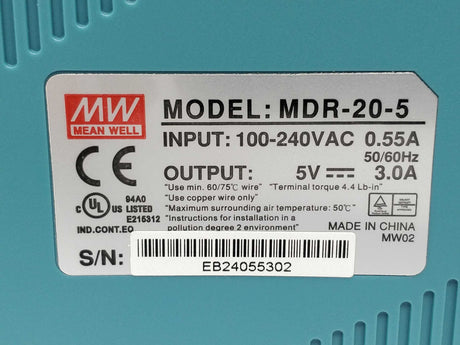 MW
MEAN WELL
MODEL: MDR-20-5
INPUT: 100-240VAC 0.55A
50/60Hz
OUTPUT: 5V 3.0A
CE
c UL US LISTED
94A0
E215312
IND.CONT.EQ
"Use min. 60/75℃ wire" "Terminal torque 4.4 Lb-in"
"Use copper wire only"
"Maximum surrounding air temperature: 50℃"
"Instructions for installation in a
pollution degree 2 environment"
MADE IN CHINA
MW02
S/N:
EB24055302